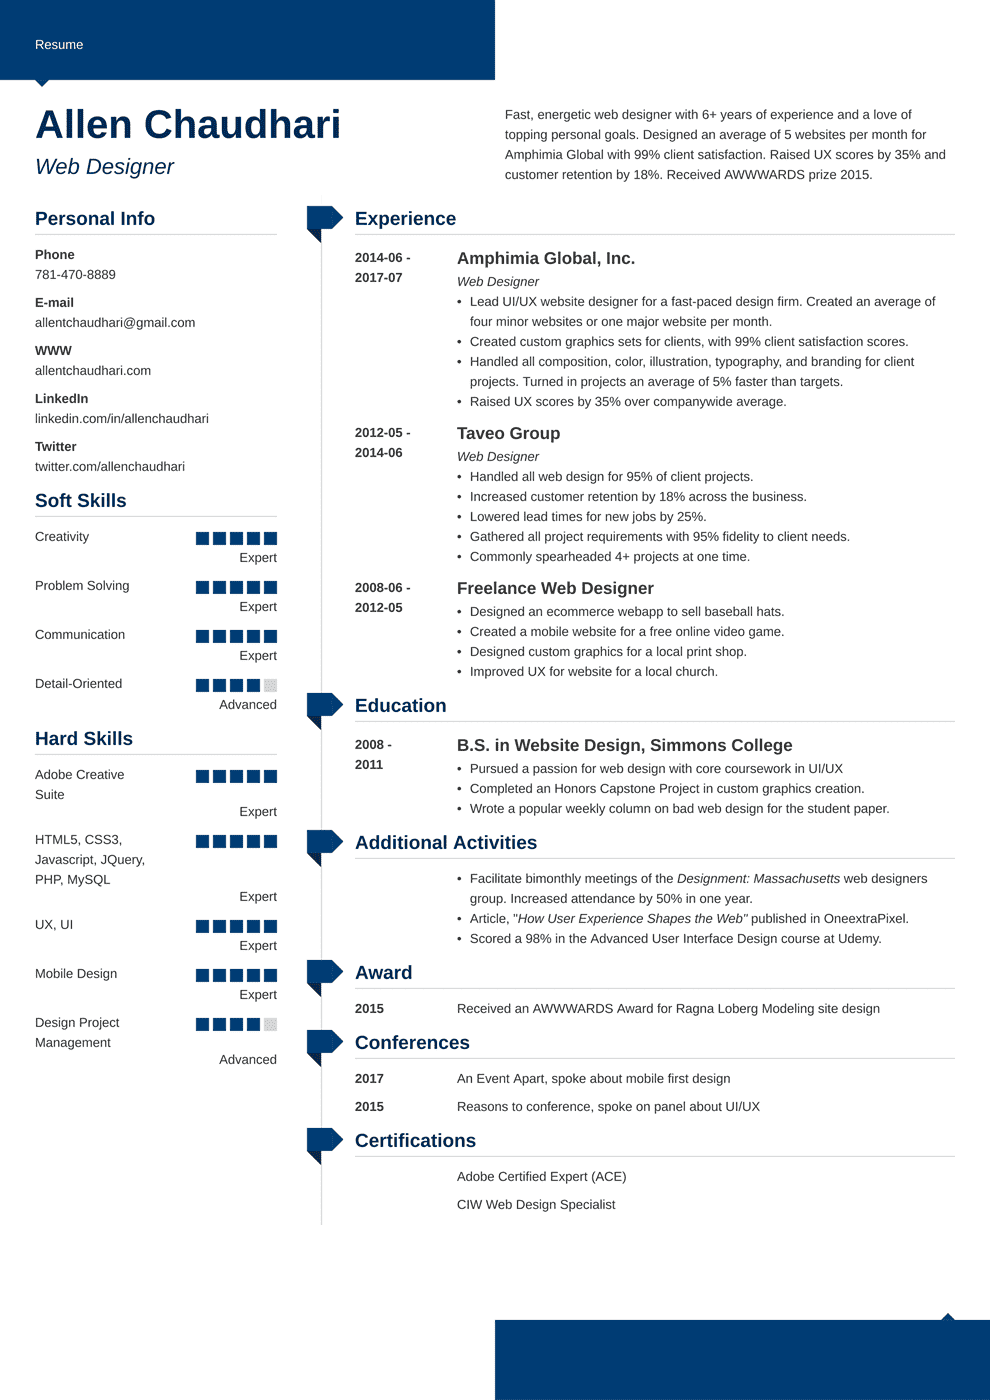 Resume
Allen Chaudhari
Web Designer
Fast, energetic web designer with 6+ years of experience and a love of
topping personal goals. Designed an average of 5 websites per month for
Amphimia Global with 99% client satisfaction. Raised UX scores by 35% and
customer retention by 18%. Received AWWWARDS prize 2015.
Personal Info
Phone
781-470-8889
E-mail
allentchaudhari@gmail.com
WWW
allentchaudhari.com
LinkedIn
linkedin.com/in/allenchaudhari
Twitter
twitter.com/allenchaudhari
Soft Skills
Creativity
Expert
Problem Solving
Expert
Communication
Expert
Detail-Oriented
Advanced
Hard Skills
Adobe Creative
Suite
Expert
HTML5, CSS3,
Javascript, JQuery,
PHP, MySQL
Expert
UX, UI
Expert
Mobile Design
Expert
Design Project
Management
Advanced
Experience
2014-06 -
2017-07
Amphimia Global, Inc.
Web Designer
• Lead UI/UX website designer for a fast-paced design firm. Created an average of
four minor websites or one major website per month.
• Created custom graphics sets for clients, with 99% client satisfaction scores.
• Handled all composition, color, illustration, typography, and branding for client
projects. Turned in projects an average of 5% faster than targets.
• Raised UX scores by 35% over companywide average.
2012-05 -
2014-06
Taveo Group
Web Designer
• Handled all web design for 95% of client projects.
• Increased customer retention by 18% across the business.
• Lowered lead times for new jobs by 25%.
• Gathered all project requirements with 95% fidelity to client needs.
• Commonly spearheaded 4+ projects at one time.
2008-06 -
2012-05
Freelance Web Designer
• Designed an ecommerce webapp to sell baseball hats.
• Created a mobile website for a free online video game.
• Designed custom graphics for a local print shop.
• Improved UX for website for a local church.
Education
2008 -
2011
B.S. in Website Design, Simmons College
• Pursued a passion for web design with core coursework in UI/UX
• Completed an Honors Capstone Project in custom graphics creation.
• Wrote a popular weekly column on bad web design for the student paper.
Additional Activities
• Facilitate bimonthly meetings of the Designment: Massachusetts web designers
group. Increased attendance by 50% in one year.
• Article, "How User Experience Shapes the Web" published in OneextraPixel.
• Scored a 98% in the Advanced User Interface Design course at Udemy.
Award
2015 Received an AWWWARDS Award for Ragna Loberg Modeling site design
Conferences
2017 An Event Apart, spoke about mobile first design
2015 Reasons to conference, spoke on panel about UI/UX
Certifications
Adobe Certified Expert (ACE)
CIW Web Design Specialist